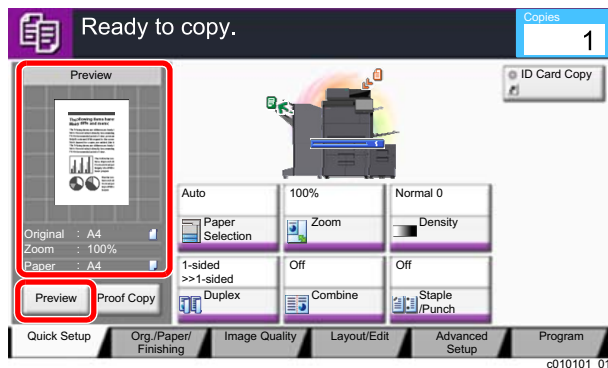 Ready to copy.
Copies
1
Preview
ID Card Copy
Original : A4
Zoom : 100%
Paper : A4
Preview
Proof Copy
Auto
Paper
Selection
100%
Zoom
Normal 0
Density
1-sided
>>1-sided
Duplex
Off
Combine
Off
Staple
/Punch
Quick Setup
Org./Paper/
Finishing
Image Quality
Layout/Edit
Advanced
Setup
Program
c010101_01